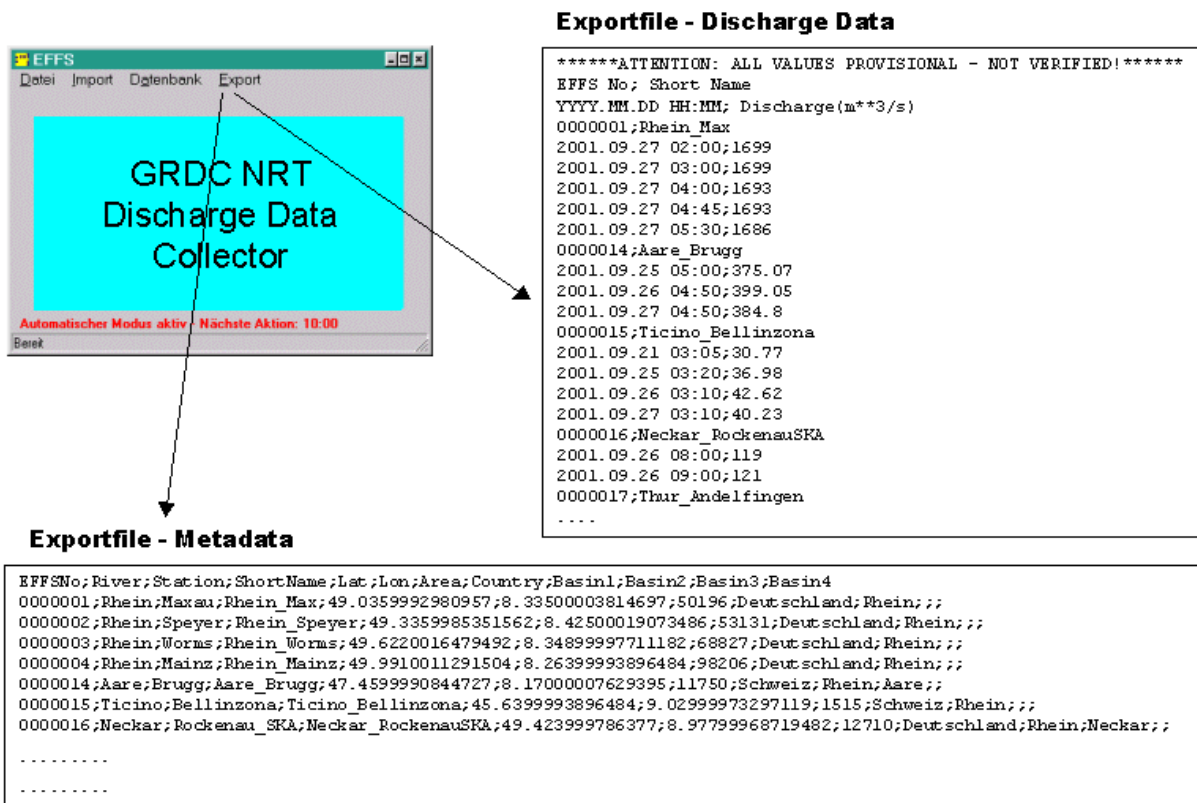 Exportfile - Discharge Data
EFFS
Datei Import Datenbank Export
GRDC NRT
Discharge Data
Collector
Automatischer Modus aktiv - Nächste Aktion: 10:00
Bereit
******ATTENTION: ALL VALUES PROVISIONAL - NOT VERIFIED!******
EFFS No; Short Name
YYYY.MM.DD HH:MM; Discharge(m**3/s)
0000001;Rhein_Max
2001.09.27 02:00;1699
2001.09.27 03:00;1699
2001.09.27 04:00;1693
2001.09.27 04:45;1693
2001.09.27 05:30;1686
0000014;Aare_Brugg
2001.09.25 05:00;375.07
2001.09.26 04:50;399.05
2001.09.27 04:50;384.8
0000015;Ticino_Bellinzona
2001.09.21 03:05;30.77
2001.09.25 03:20;36.98
2001.09.26 03:10;42.62
2001.09.27 03:10;40.23
0000016;Neckar_RockenauSKA
2001.09.26 08:00;119
2001.09.26 09:00;121
0000017;Thur_Andelfingen
....
Exportfile - Metadata
EFFSNo;River;Station;ShortName;Lat;Lon;Area;Country;Basin1;Basin2;Basin3;Basin4
0000001;Rhein;Maxau;Rhein_Max;49.0359992980957;8.33500003814697;50196;Deutschland;Rhein;;;
0000002;Rhein;Speyer;Rhein_Speyer;49.3359985351562;8.42500019073486;53131;Deutschland;Rhein;;;
0000003;Rhein;Worms;Rhein_Worms;49.6220016479492;8.34899997711182;68827;Deutschland;Rhein;;;
0000004;Rhein;Mainz;Rhein_Mainz;49.9910011291504;8.26399993896484;98206;Deutschland;Rhein;;;
0000014;Aare;Brugg;Aare_Brugg;47.4599990844727;8.17000007629395;11750;Schweiz;Rhein;Aare;;
0000015;Ticino;Bellinzona;Ticino_Bellinzona;45.6399993896484;9.02999973297119;1515;Schweiz;Rhein;;;
0000016;Neckar;Rockenau_SKA;Neckar_RockenauSKA;49.423999786377;8.97799968719482;12710;Deutschland;Rhein;Neckar;;
.........
.........